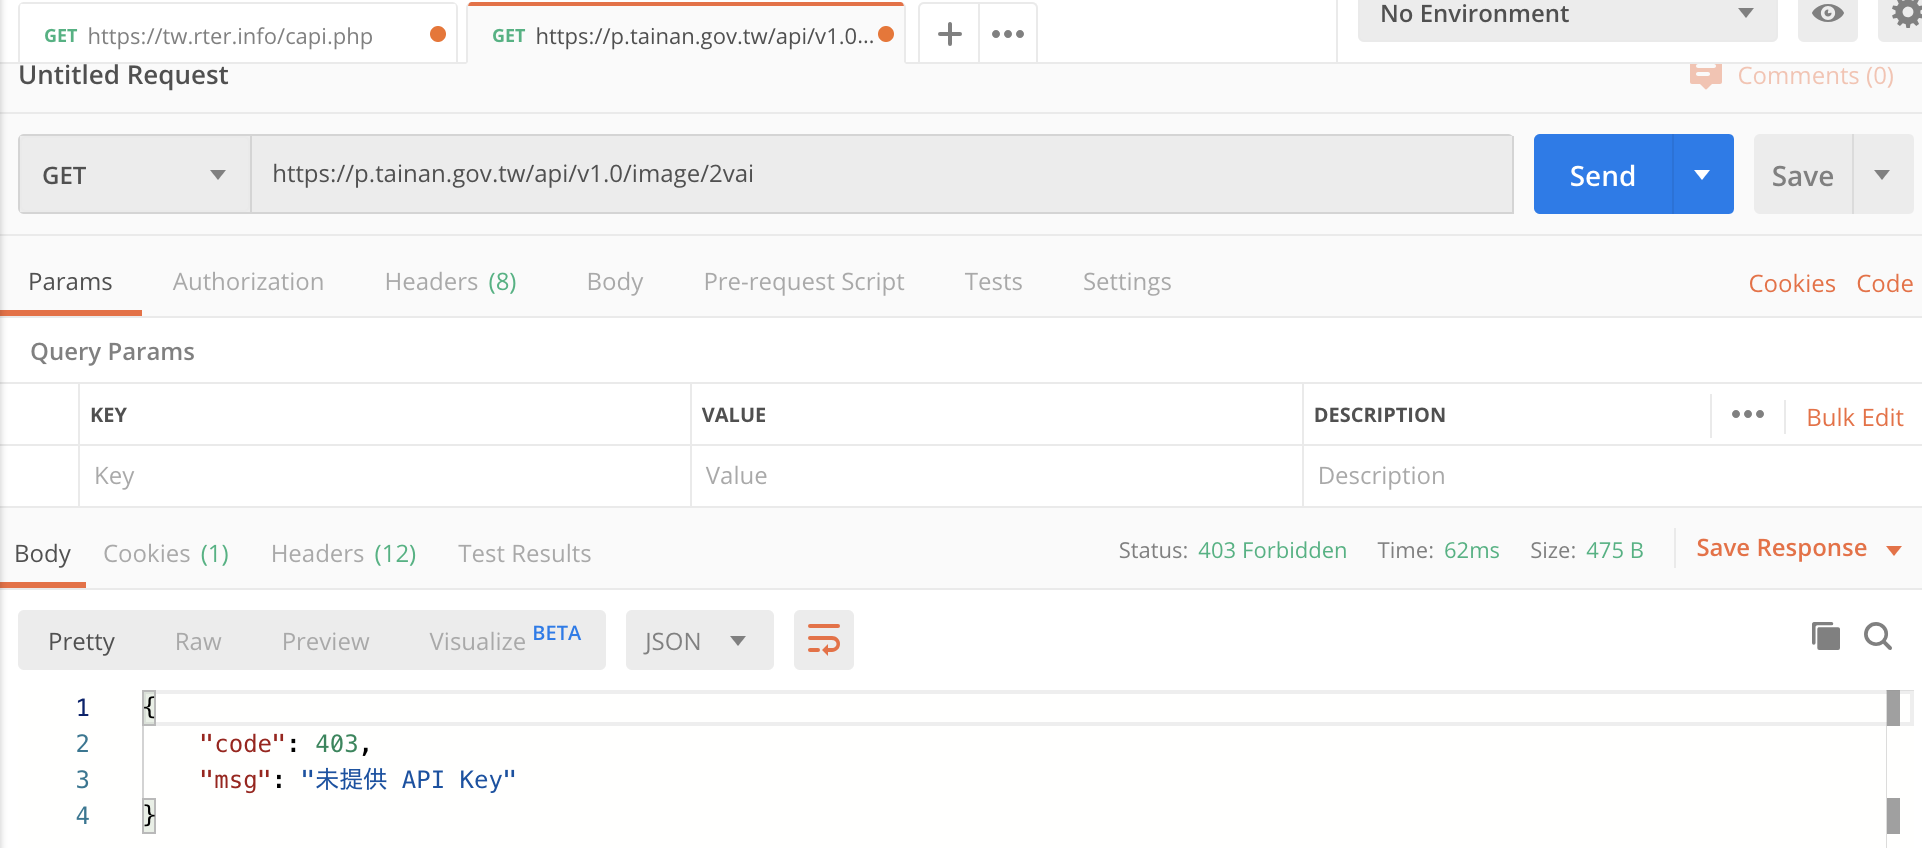 GET https://tw.rter.info/capi.php
GET https://p.tainan.gov.tw/api/v1.0...
No Environment
Untitled Request
Comments (0)
GET
https://p.tainan.gov.tw/api/v1.0/image/2vai
Send
Save
Params Authorization Headers (8) Body Pre-request Script Tests Settings
Cookies Code
Query Params
KEY VALUE DESCRIPTION
Bulk Edit
Key Value Description
Body Cookies (1) Headers (12) Test Results
Status: 403 Forbidden Time: 62ms Size: 475 B
Save Response
Pretty Raw Preview Visualize BETA
JSON
1 {
2 "code": 403,
3 "msg": "未提供 API Key"
4 }